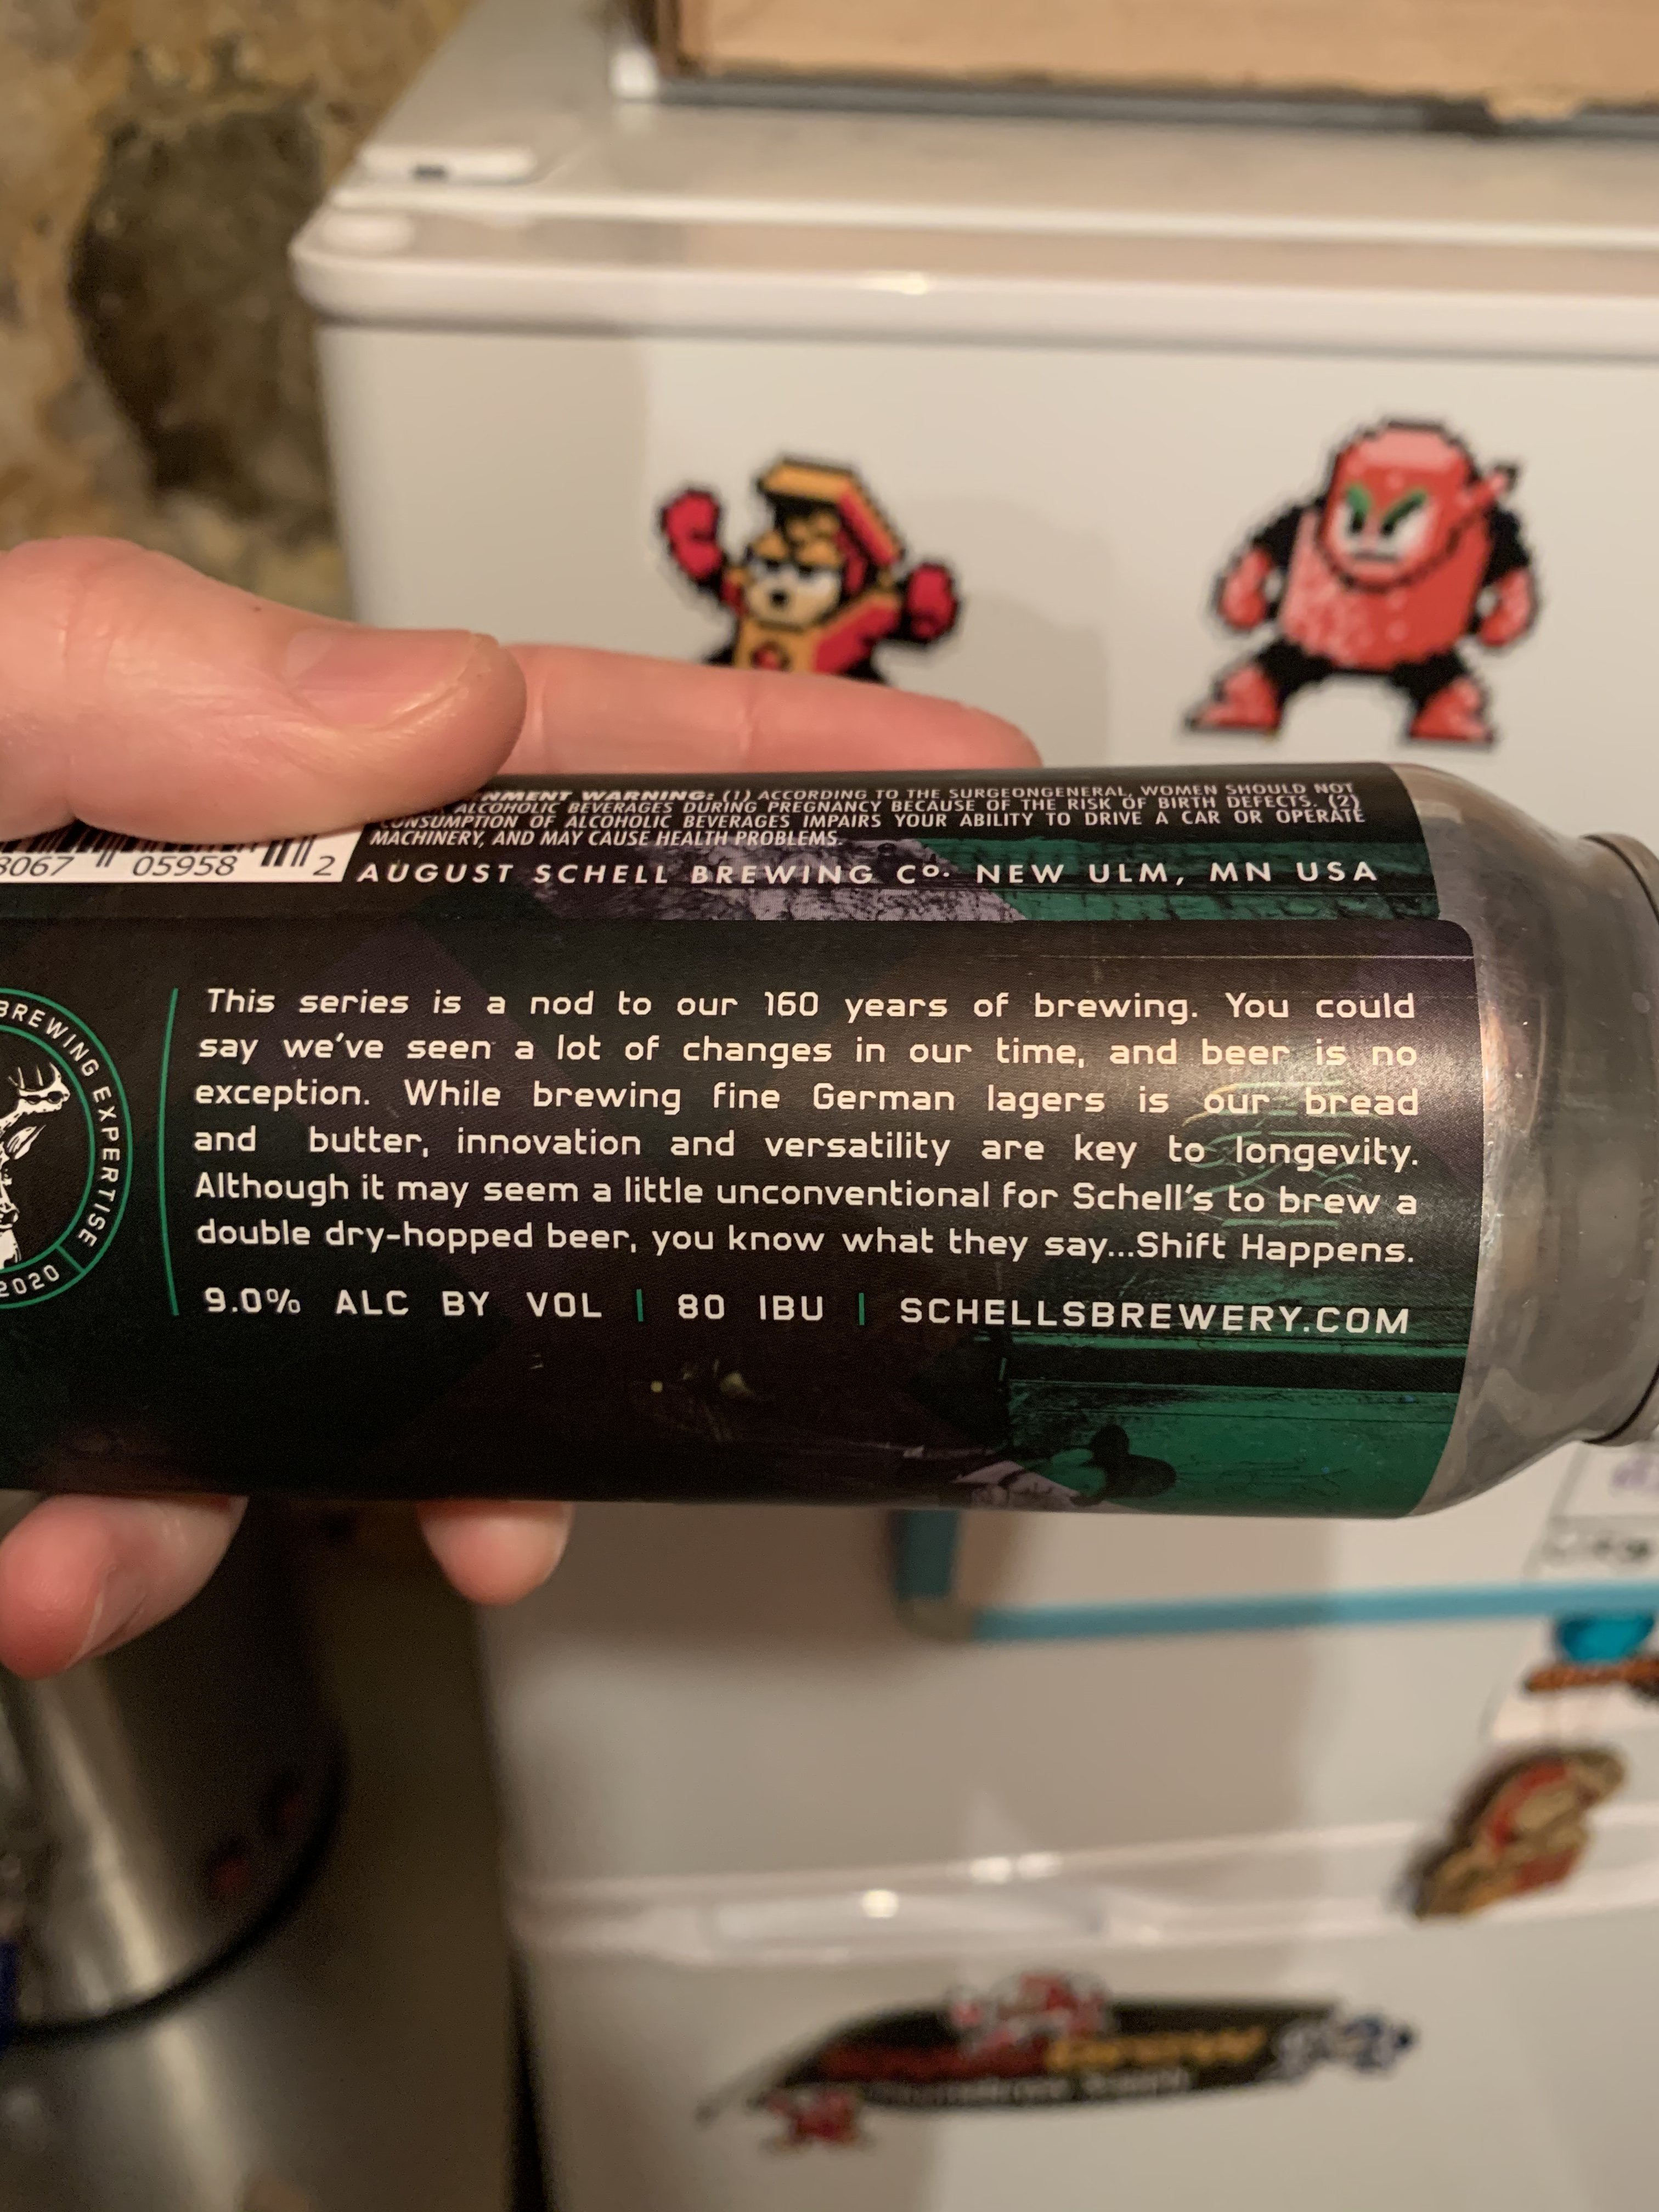 WARNING: (1) ACCORDING TO THE SURGEONGENERAL, WOMEN SHOULD NOT
ALCOHOLIC BEVERAGES DURING PREGNANCY BECAUSE OF THE RISK OF BIRTH DEFECTS. (2)
CONSUMPTION OF ALCOHOLIC BEVERAGES IMPAIRS YOUR ABILITY TO DRIVE A CAR OR OPERATE
MACHINERY, AND MAY CAUSE HEALTH PROBLEMS.
05958 2
AUGUST SCHELL BREWING Co. NEW ULM, MN USA
BREWING EXPERTISE
2020
This series is a nod to our 160 years of brewing. You could
say we've seen a lot of changes in our time, and beer is no
exception. While brewing fine German lagers is our bread
and butter, innovation and versatility are key to longevity.
Although it may seem a little unconventional for Schell's to brew a
double dry-hopped beer, you know what they say...Shift Happens.
9.0% ALC BY VOL | 80 IBU | SCHELLSBREWERY.COM